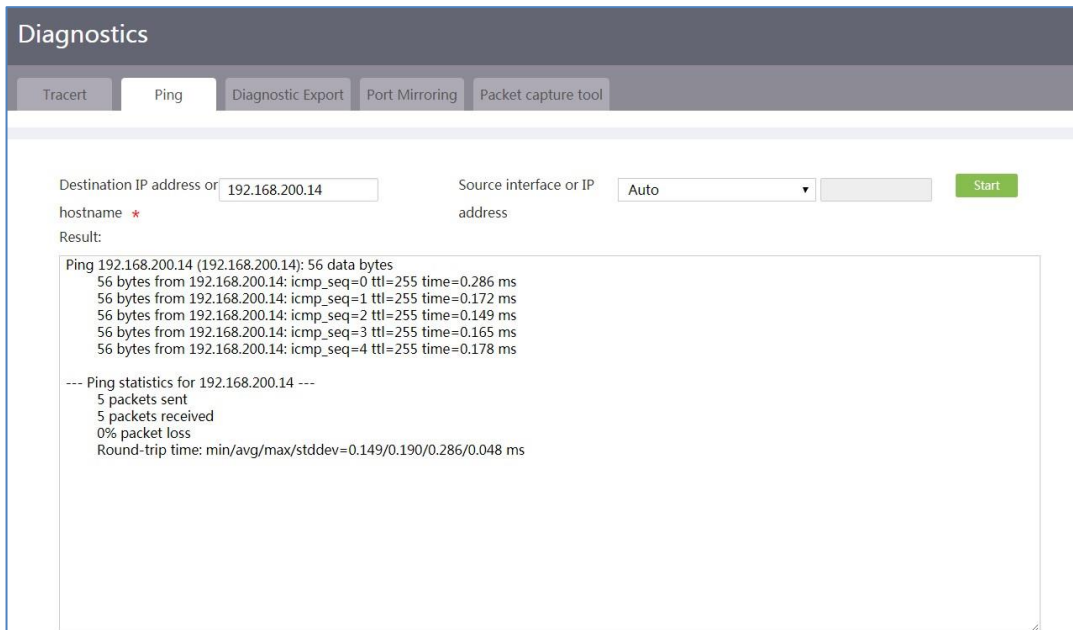 Diagnostics
Tracert Ping Diagnostic Export Port Mirroring Packet capture tool
Destination IP address or 192.168.200.14 Source interface or IP Auto Start
hostname * address
Result:
Ping 192.168.200.14 (192.168.200.14): 56 data bytes
56 bytes from 192.168.200.14: icmp_seq=0 ttl=255 time=0.286 ms
56 bytes from 192.168.200.14: icmp_seq=1 ttl=255 time=0.172 ms
56 bytes from 192.168.200.14: icmp_seq=2 ttl=255 time=0.149 ms
56 bytes from 192.168.200.14: icmp_seq=3 ttl=255 time=0.165 ms
56 bytes from 192.168.200.14: icmp_seq=4 ttl=255 time=0.178 ms
--- Ping statistics for 192.168.200.14 ---
5 packets sent
5 packets received
0% packet loss
Round-trip time: min/avg/max/stddev=0.149/0.190/0.286/0.048 ms